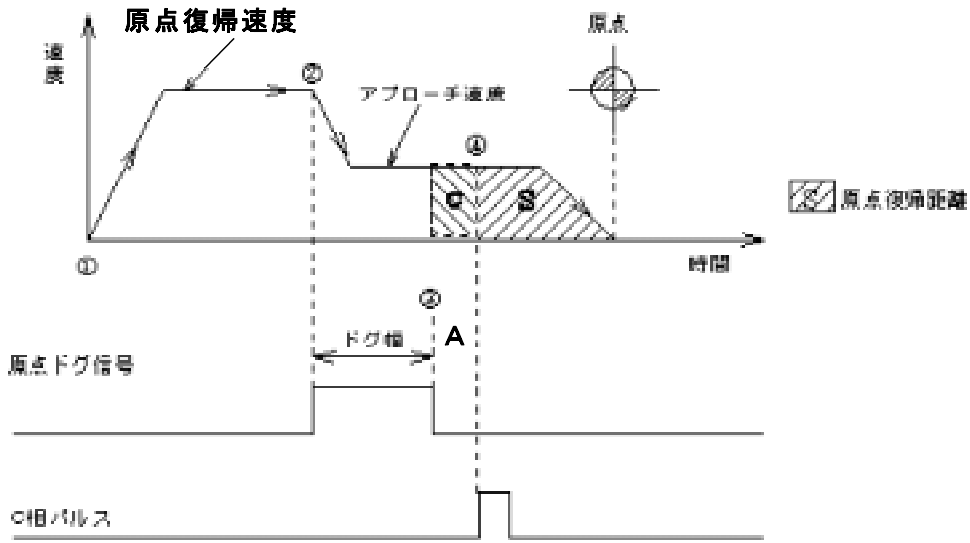 原点復帰速度
原点
速度
②
アプローチ速度
④
C
S
原点復帰距離
①
時間
③
A
ドグ幅
原点ドグ信号
C相パルス